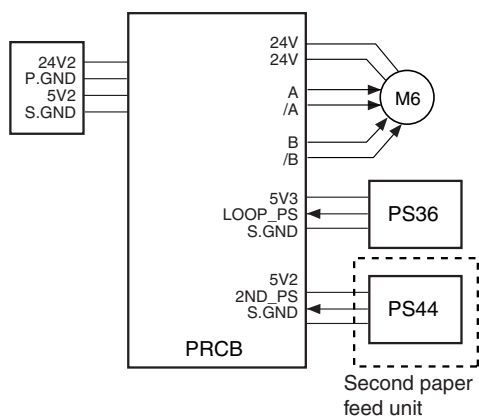 24V2
P.GND
5V2
S.GND
24V
24V
A
/A
B
/B
M6
5V3
LOOP_PS
S.GND
PS36
5V2
2ND_PS
S.GND
PS44
PRCB
Second paper
feed unit